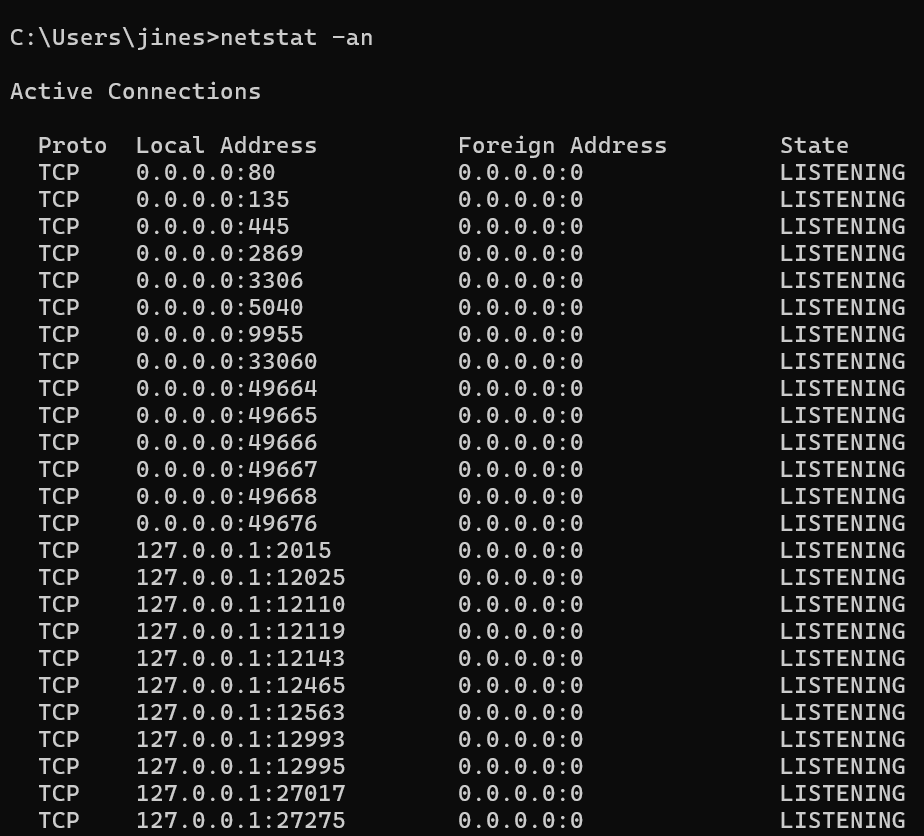 C:\Users\jines>netstat -an
Active Connections
Proto  Local Address          Foreign Address        State
TCP    0.0.0.0:80             0.0.0.0:0              LISTENING
TCP    0.0.0.0:135            0.0.0.0:0              LISTENING
TCP    0.0.0.0:445            0.0.0.0:0              LISTENING
TCP    0.0.0.0:2869           0.0.0.0:0              LISTENING
TCP    0.0.0.0:3306           0.0.0.0:0              LISTENING
TCP    0.0.0.0:5040           0.0.0.0:0              LISTENING
TCP    0.0.0.0:9955           0.0.0.0:0              LISTENING
TCP    0.0.0.0:33060          0.0.0.0:0              LISTENING
TCP    0.0.0.0:49664          0.0.0.0:0              LISTENING
TCP    0.0.0.0:49665          0.0.0.0:0              LISTENING
TCP    0.0.0.0:49666          0.0.0.0:0              LISTENING
TCP    0.0.0.0:49667          0.0.0.0:0              LISTENING
TCP    0.0.0.0:49668          0.0.0.0:0              LISTENING
TCP    0.0.0.0:49676          0.0.0.0:0              LISTENING
TCP    127.0.0.1:2015         0.0.0.0:0              LISTENING
TCP    127.0.0.1:12025        0.0.0.0:0              LISTENING
TCP    127.0.0.1:12110        0.0.0.0:0              LISTENING
TCP    127.0.0.1:12119        0.0.0.0:0              LISTENING
TCP    127.0.0.1:12143        0.0.0.0:0              LISTENING
TCP    127.0.0.1:12465        0.0.0.0:0              LISTENING
TCP    127.0.0.1:12563        0.0.0.0:0              LISTENING
TCP    127.0.0.1:12993        0.0.0.0:0              LISTENING
TCP    127.0.0.1:12995        0.0.0.0:0              LISTENING
TCP    127.0.0.1:27017        0.0.0.0:0              LISTENING
TCP    127.0.0.1:27275        0.0.0.0:0              LISTENING